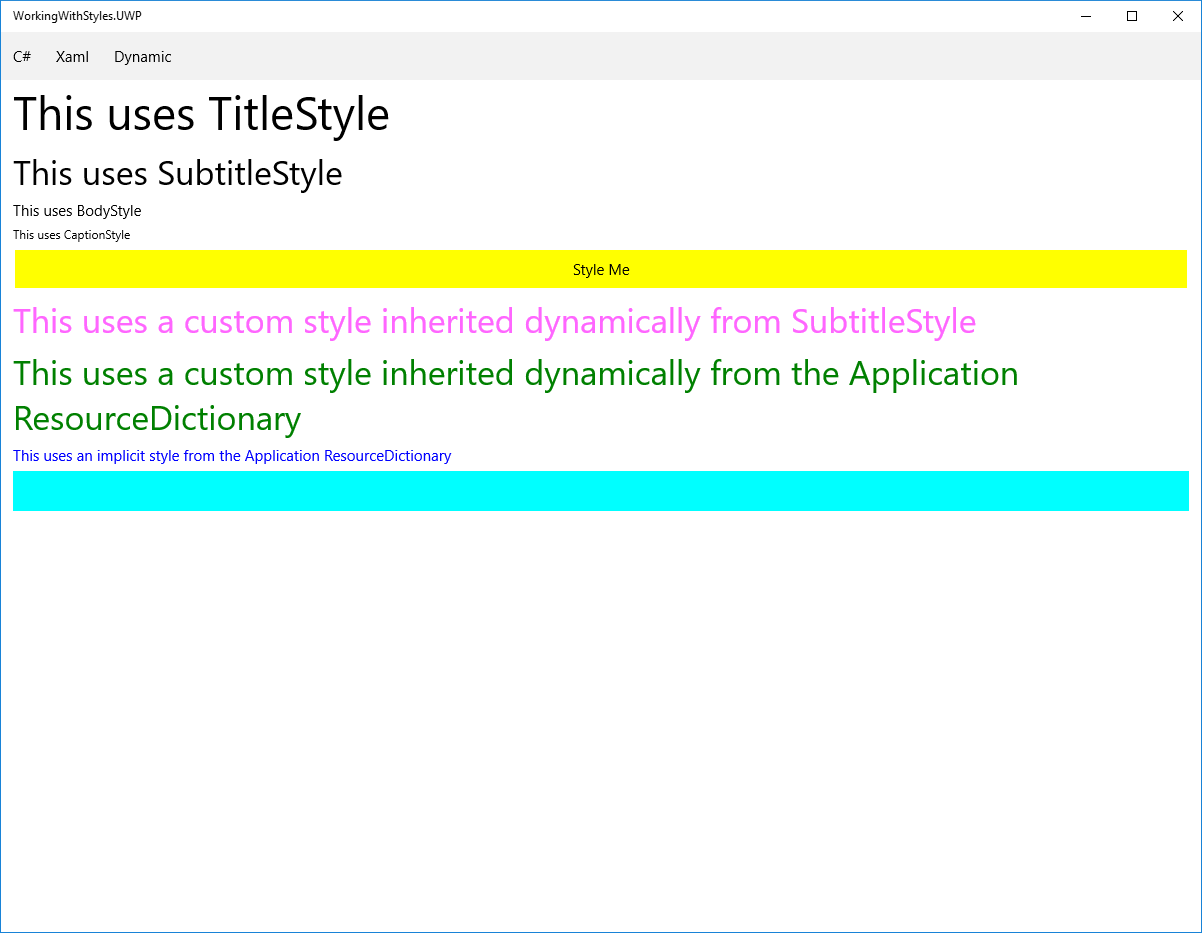 WorkingWithStyles.UWP
C# Xaml Dynamic
This uses TitleStyle
This uses SubtitleStyle
This uses BodyStyle
This uses CaptionStyle
Style Me
This uses a custom style inherited dynamically from SubtitleStyle
This uses a custom style inherited dynamically from the Application
ResourceDictionary
This uses an implicit style from the Application ResourceDictionary